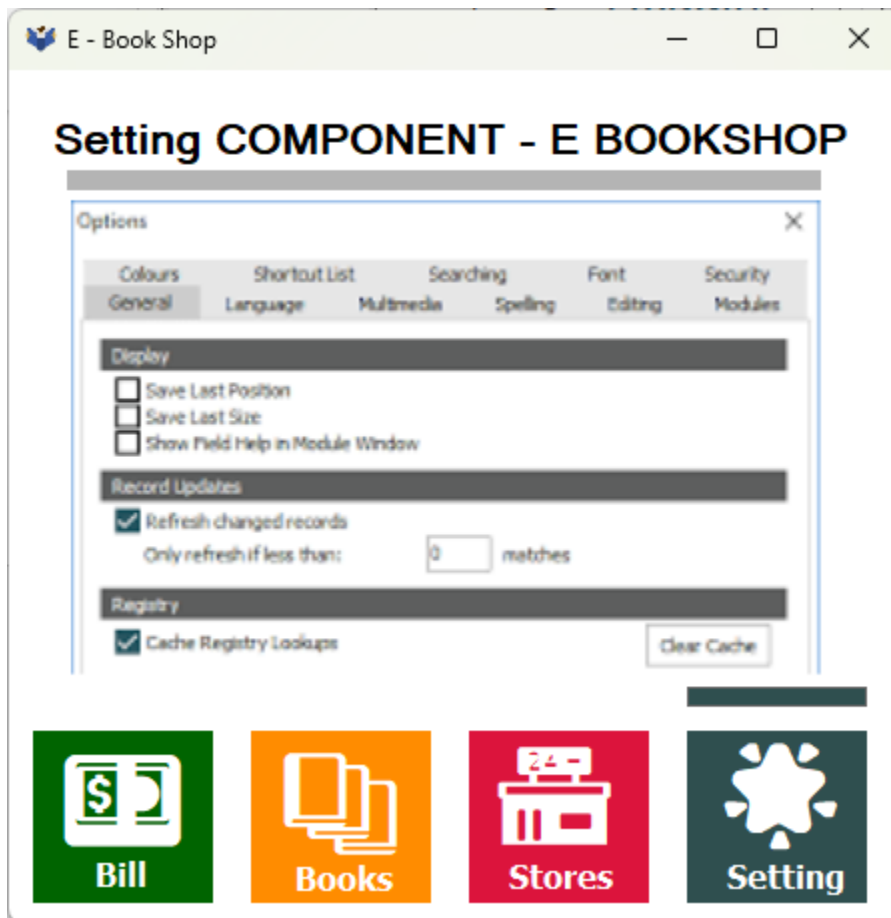 E - Book Shop
Setting COMPONENT - E BOOKSHOP
Options
Colours Shortcut List Searching Font Security
General Language Multimedia Spelling Editing Modules
Display
Save Last Position
Save Last Size
Show Field Help in Module Window
Record Updates
Refresh changed records
Only refresh if less than: 0 matches
Registry
Cache Registry Lookups Clear Cache
$
Bill Books Stores Setting